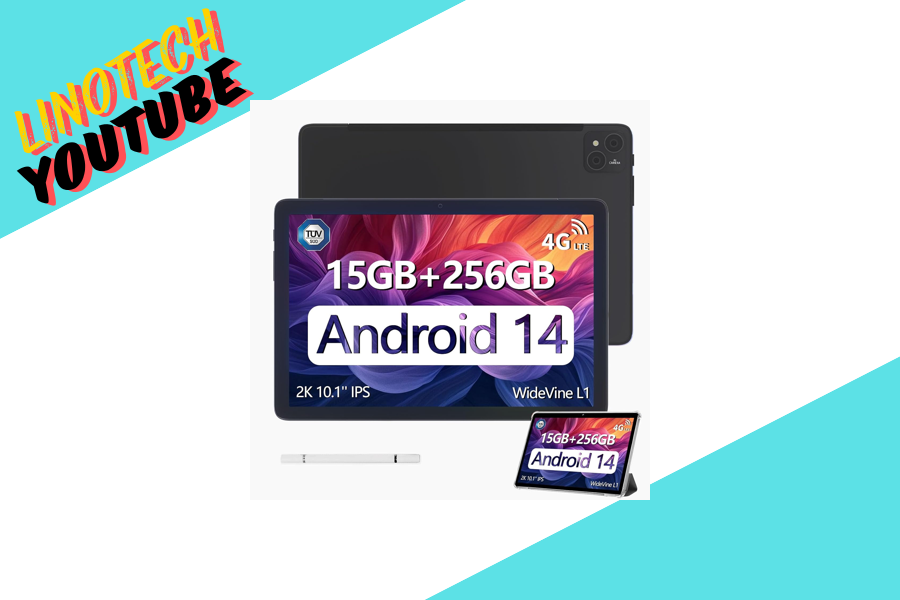 LINOTECH
YOUTUBE
TÜV
SÜD
4G LTE
15GB+256GB
Android 14
2K 10.1'' IPS
WideVine L1
4G
15GB+256GB
Android 14
2K 10.1'' IPS
WideVine L1